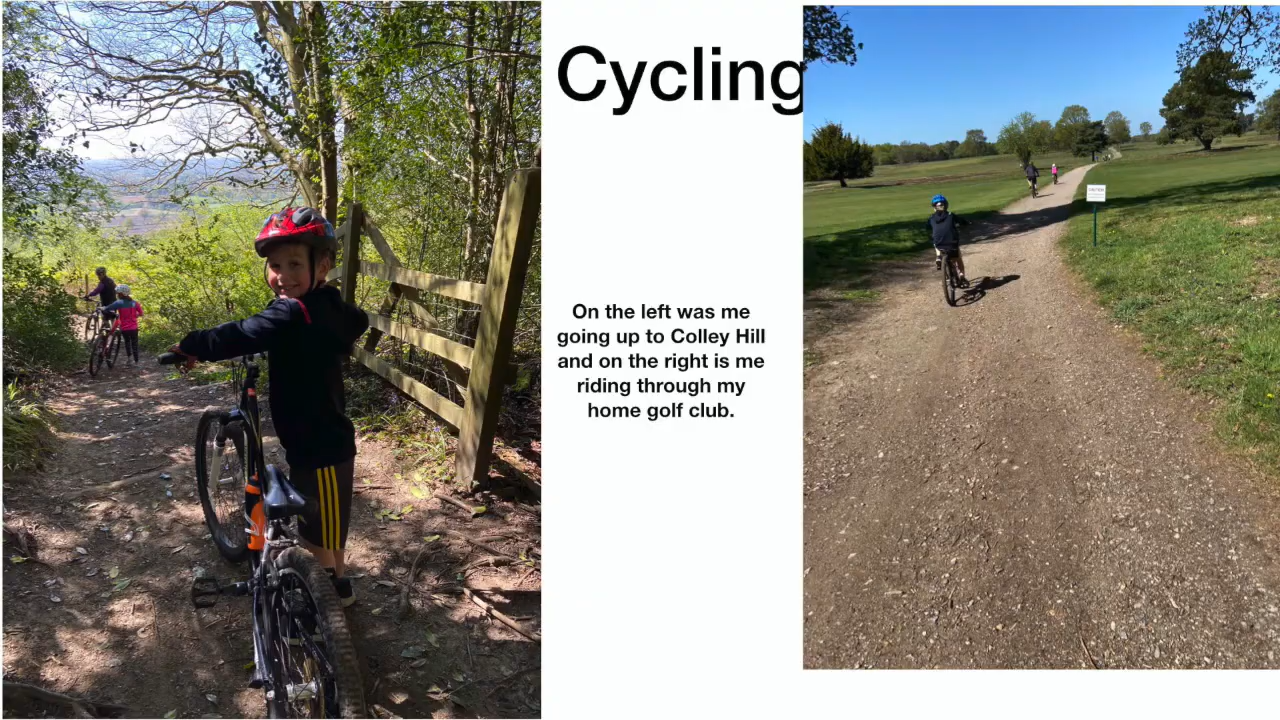 Cycling
On the left was me
going up to Colley Hill
and on the right is me
riding through my
home golf club.